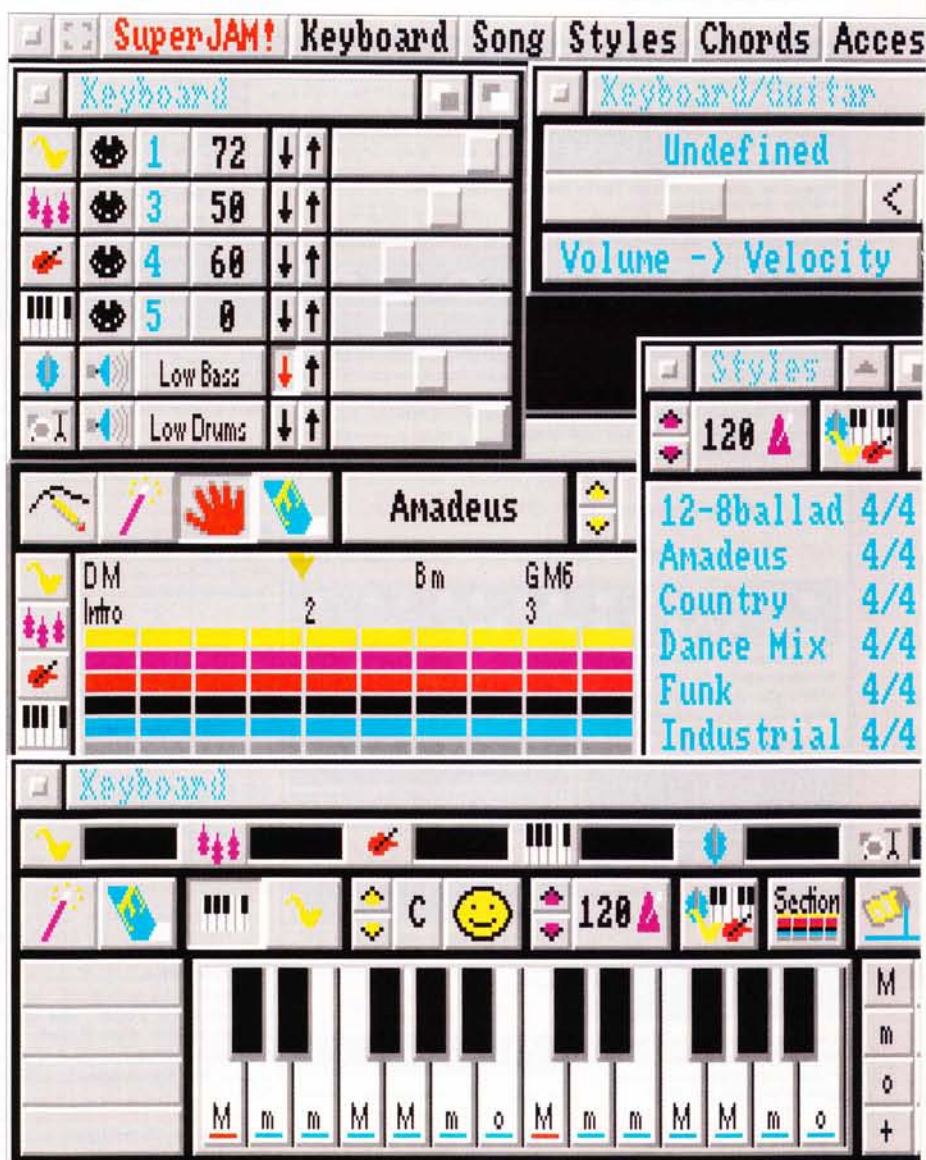 SuperJAM! Keyboard Song Styles Chords Acces
Keyboard
1 72
3 50
4 60
5 0
Low Bass
Low Drums
Keyboard/Guitar
Undefined
<
Volume -> Velocity
Styles
120
12-8ballad 4/4
Amadeus 4/4
Country 4/4
Dance Mix 4/4
Funk 4/4
Industrial 4/4
Amadeus
DM Bm GM6
Intro 2 3
Keyboard
C 120 Section
M m m M M m o M m m M M m o
M
m
o
+